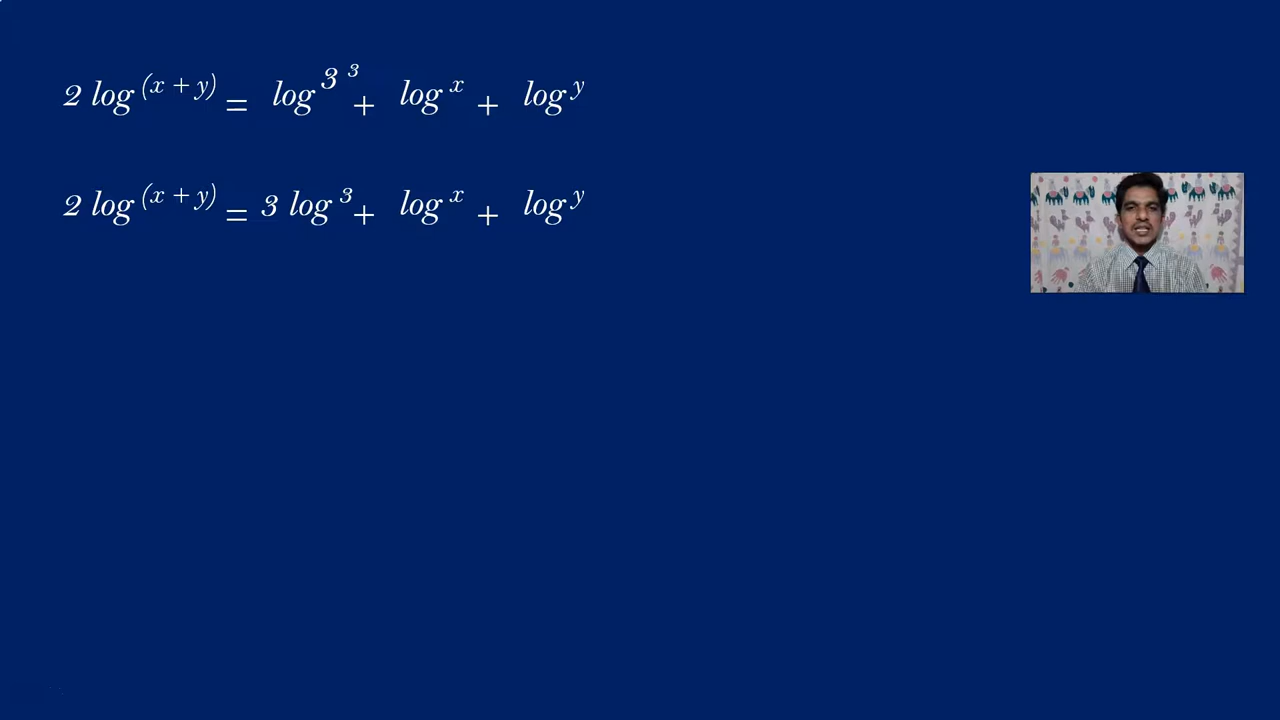 2 log^(x + y) = log^3^3 + log^x + log^y
2 log^(x + y) = 3 log^3 + log^x + log^y